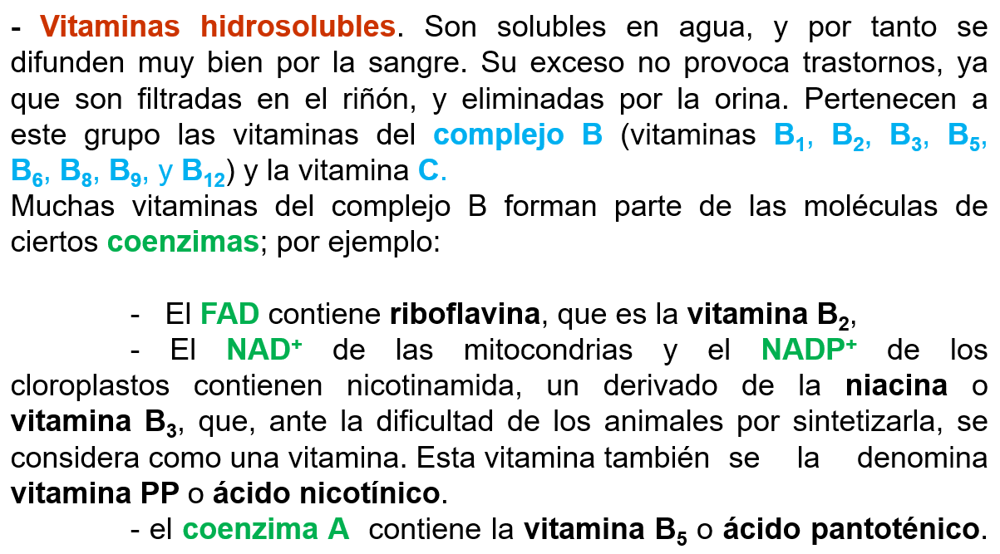 - Vitaminas hidrosolubles. Son solubles en agua, y por tanto se
difunden muy bien por la sangre. Su exceso no provoca trastornos, ya
que son filtradas en el riñón, y eliminadas por la orina. Pertenecen a
este grupo las vitaminas del complejo B (vitaminas B₁, B₂, B₃, B₅,
B₆, B₈, B₉, y B₁₂) y la vitamina C.
Muchas vitaminas del complejo B forman parte de las moléculas de
ciertos coenzimas; por ejemplo:
- El FAD contiene riboflavina, que es la vitamina B₂,
- El NAD⁺ de las mitocondrias y el NADP⁺ de los
cloroplastos contienen nicotinamida, un derivado de la niacina o
vitamina B₃, que, ante la dificultad de los animales por sintetizarla, se
considera como una vitamina. Esta vitamina también se la denomina
vitamina PP o ácido nicotínico.
- el coenzima A contiene la vitamina B₅ o ácido pantoténico.